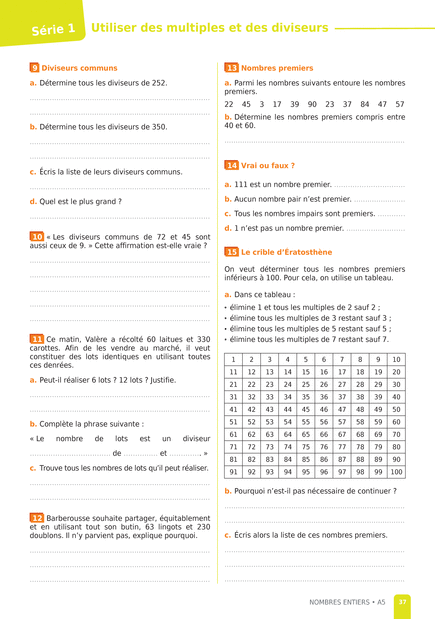 Série 1
Utiliser des multiples et des diviseurs
9 Diviseurs communs
a. Détermine tous les diviseurs de 252.
b. Détermine tous les diviseurs de 350.
c. Écris la liste de leurs diviseurs communs.
d. Quel est le plus grand ?
10 « Les diviseurs communs de 72 et 45 sont
aussi ceux de 9. » Cette affirmation est-elle vraie ?
11 Ce matin, Valère a récolté 60 laitues et 330
carottes. Afin de les vendre au marché, il veut
constituer des lots identiques en utilisant toutes
ces denrées.
a. Peut-il réaliser 6 lots ? 12 lots ? Justifie.
b. Complète la phrase suivante :
« Le nombre de lots est un diviseur
de .............. et ............. . »
c. Trouve tous les nombres de lots qu'il peut réaliser.
12 Barberousse souhaite partager, équitablement
et en utilisant tout son butin, 63 lingots et 230
doublons. Il n'y parvient pas, explique pourquoi.
13 Nombres premiers
a. Parmi les nombres suivants entoure les nombres
premiers.
22 45 3 17 39 90 23 37 84 47 57
b. Détermine les nombres premiers compris entre
40 et 60.
14 Vrai ou faux ?
a. 111 est un nombre premier. ..........................
b. Aucun nombre pair n'est premier. ...................
c. Tous les nombres impairs sont premiers. ..........
d. 1 n'est pas un nombre premier. .....................
15 Le crible d'Ératosthène
On veut déterminer tous les nombres premiers
inférieurs à 100. Pour cela, on utilise un tableau.
a. Dans ce tableau :
• élimine 1 et tous les multiples de 2 sauf 2 ;
• élimine tous les multiples de 3 restant sauf 3 ;
• élimine tous les multiples de 5 restant sauf 5 ;
• élimine tous les multiples de 7 restant sauf 7.
1 2 3 4 5 6 7 8 9 10
11 12 13 14 15 16 17 18 19 20
21 22 23 24 25 26 27 28 29 30
31 32 33 34 35 36 37 38 39 40
41 42 43 44 45 46 47 48 49 50
51 52 53 54 55 56 57 58 59 60
61 62 63 64 65 66 67 68 69 70
71 72 73 74 75 76 77 78 79 80
81 82 83 84 85 86 87 88 89 90
91 92 93 94 95 96 97 98 99 100
b. Pourquoi n'est-il pas nécessaire de continuer ?
c. Écris alors la liste de ces nombres premiers.
NOMBRES ENTIERS • A5
37